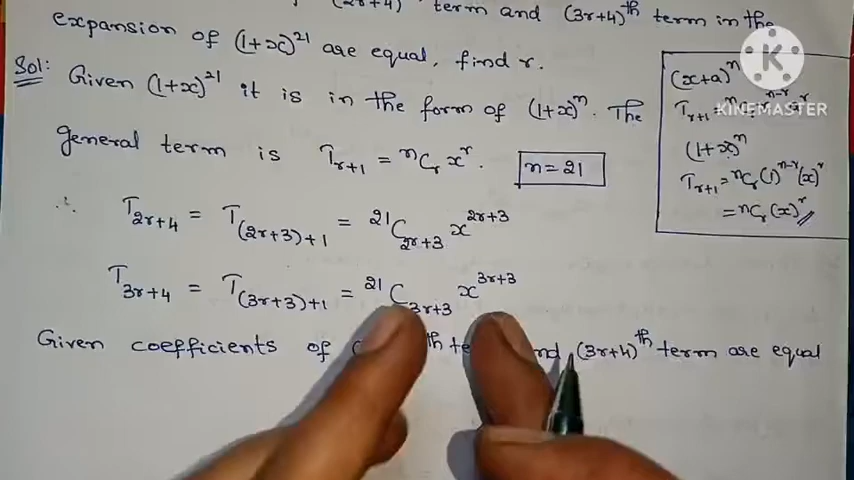 (2r+4) term and (3r+4)th term in the
expansion of (1+x)^21 are equal, find r.
Sol: Given (1+x)^21 it is in the form of (1+x)^n. The
general term is T_{r+1} = nC_r x^r. n = 21
∴ T_{2r+4} = T_{(2r+3)+1} = 21C_{2r+3} x^{2r+3}
T_{3r+4} = T_{(3r+3)+1} = 21C_{3r+3} x^{3r+3}
Given coefficients of (3r+4)th term are equal
(x+a)^n
T_{r+1} =
(1+x)^n
T_{r+1} = nC_r (1)^{n-r} (x)^r
= nC_r (x)^r
K
KINEMASTER